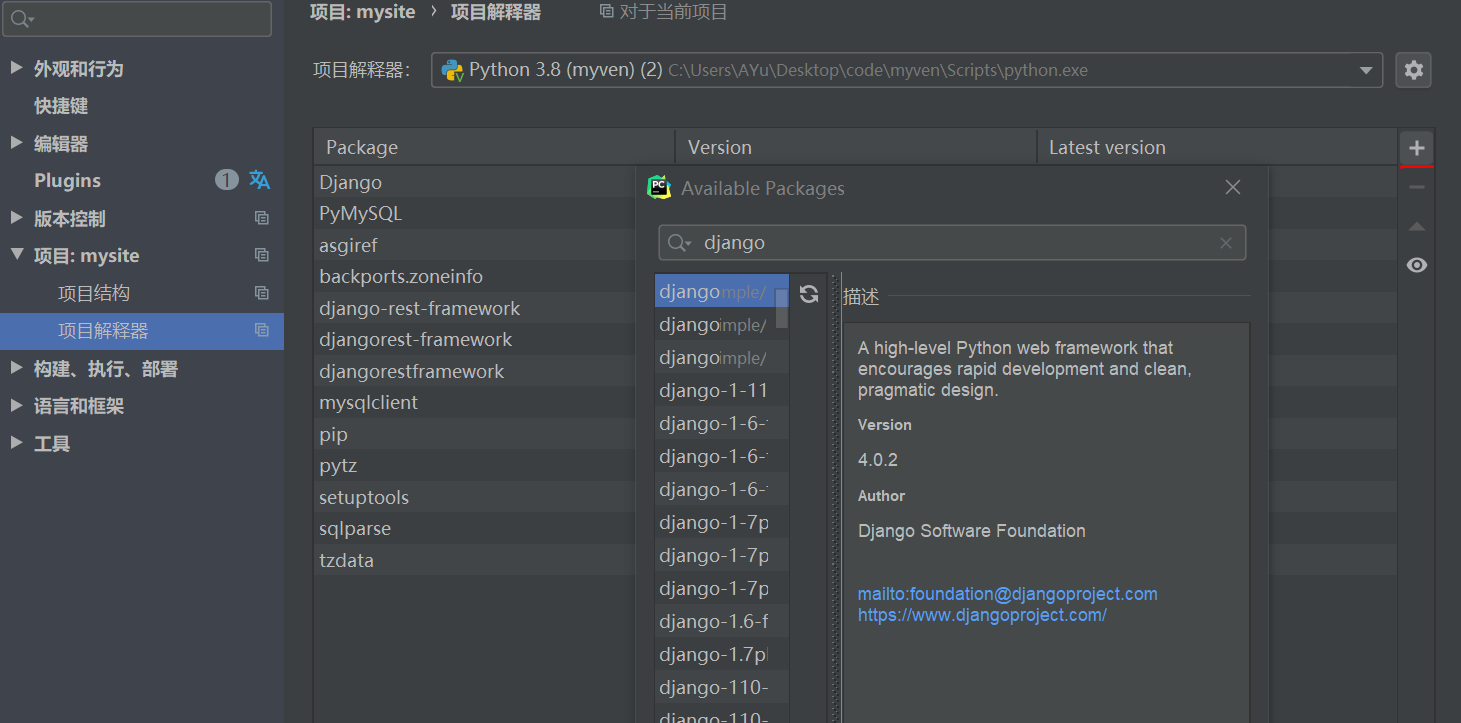 项目: mysite › 项目解释器 对于当前项目
外观和行为
快捷键
编辑器
Plugins 1
版本控制
项目: mysite
项目结构
项目解释器
构建、执行、部署
语言和框架
工具
项目解释器: Python 3.8 (myven) (2) C:\Users\AYu\Desktop\code\myven\Scripts\python.exe
Package Version Latest version
Django
PyMySQL
asgiref
backports.zoneinfo
django-rest-framework
djangorest-framework
djangorestframework
mysqlclient
pip
pytz
setuptools
sqlparse
tzdata
PC Available Packages
django
django mple/
django imple/
django imple/
django-1-11
django-1-6-
django-1-6-
django-1-6-
django-1-7p
django-1-7p
django-1-7p
django-1.6-f
django-1.7p
django-110-
django-110-
描述
A high-level Python web framework that
encourages rapid development and clean,
pragmatic design.
Version
4.0.2
Author
Django Software Foundation
mailto:foundation@djangoproject.com
https://www.djangoproject.com/